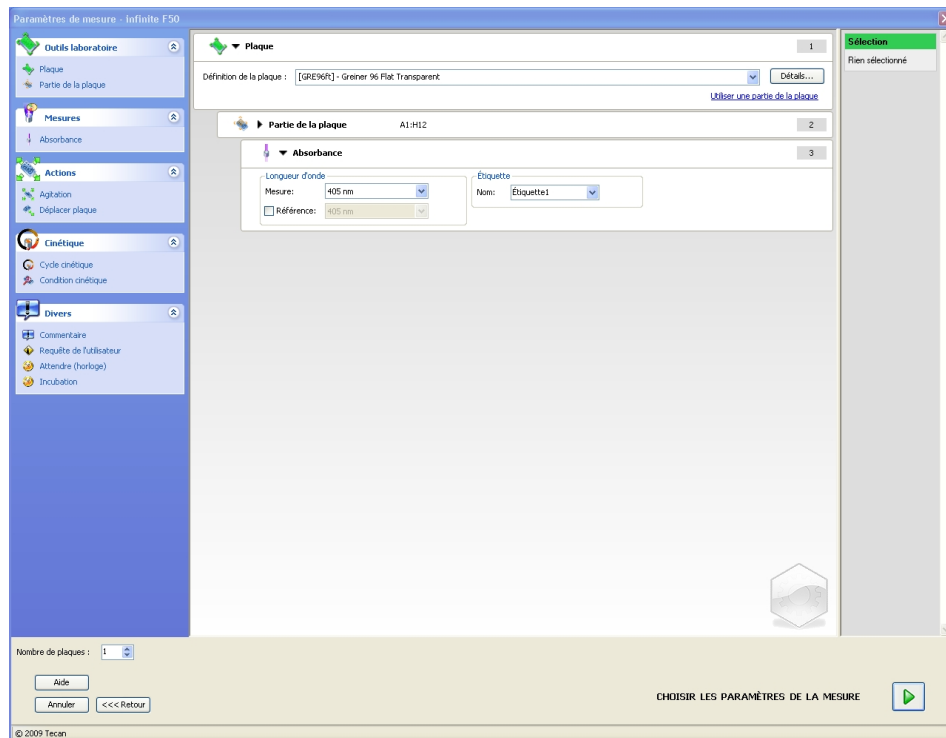 Paramètres de mesure - infinite F50
Outils laboratoire
Plaque
Partie de la plaque
Mesures
Absorbance
Actions
Agitation
Déplacer plaque
Cinétique
Cycle cinétique
Condition cinétique
Divers
Commentaire
Requête de l'utilisateur
Attendre (horloge)
Incubation
Plaque 1
Définition de la plaque : [GRE96ft] - Greiner 96 Flat Transparent Détails...
Utiliser une partie de la plaque
Partie de la plaque A1:H12 2
Absorbance 3
Longueur d'onde
Mesure: 405 nm
Référence: 405 nm
Étiquette
Nom: Étiquette1
Sélection
Rien sélectionné
Nombre de plaques : 1
Aide
Annuler <<< Retour
CHOISIR LES PARAMÈTRES DE LA MESURE
© 2009 Tecan